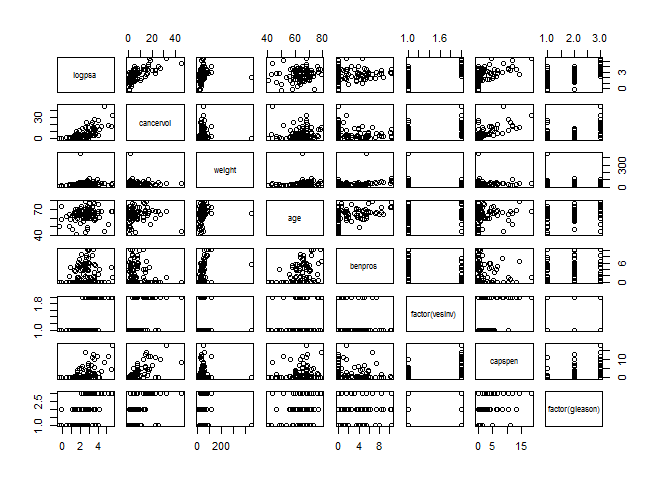 0 20 40 40 60 80 1.0 1.6 1.0 2.0 3.0
logpsa 0 3
0 30 cancervol
weight 0 300
40 70 age
benpros 0 6
1.0 1.8 factor(vesinv)
capspen 0 10
1.0 2.5 factor(gleason)
0 2 4 0 200 0 4 8 0 5 15